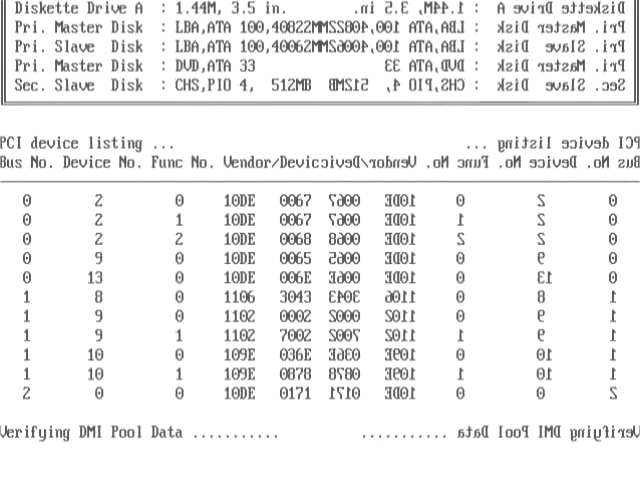 Diskette Drive A : 1.44M, 3.5 in.
Pri. Master Disk : LBA,ATA 100,40822M
Pri. Slave Disk : LBA,ATA 100,40062M
Pri. Master Disk : DVD,ATA 33
Sec. Slave Disk : CHS,PIO 4, 512MB
PCI device listing ...
Bus No. Device No. Func No. Vendor/Devic
0 2 0 10DE 0067
0 2 1 10DE 0067
0 2 2 10DE 0068
0 9 0 10DE 0065
0 13 0 10DE 006E
1 8 0 1106 3043
1 9 0 1102 0002
1 9 1 1102 7002
1 10 0 109E 036E
1 10 1 109E 0878
2 0 0 10DE 0171
Verifying DMI Pool Data ...........